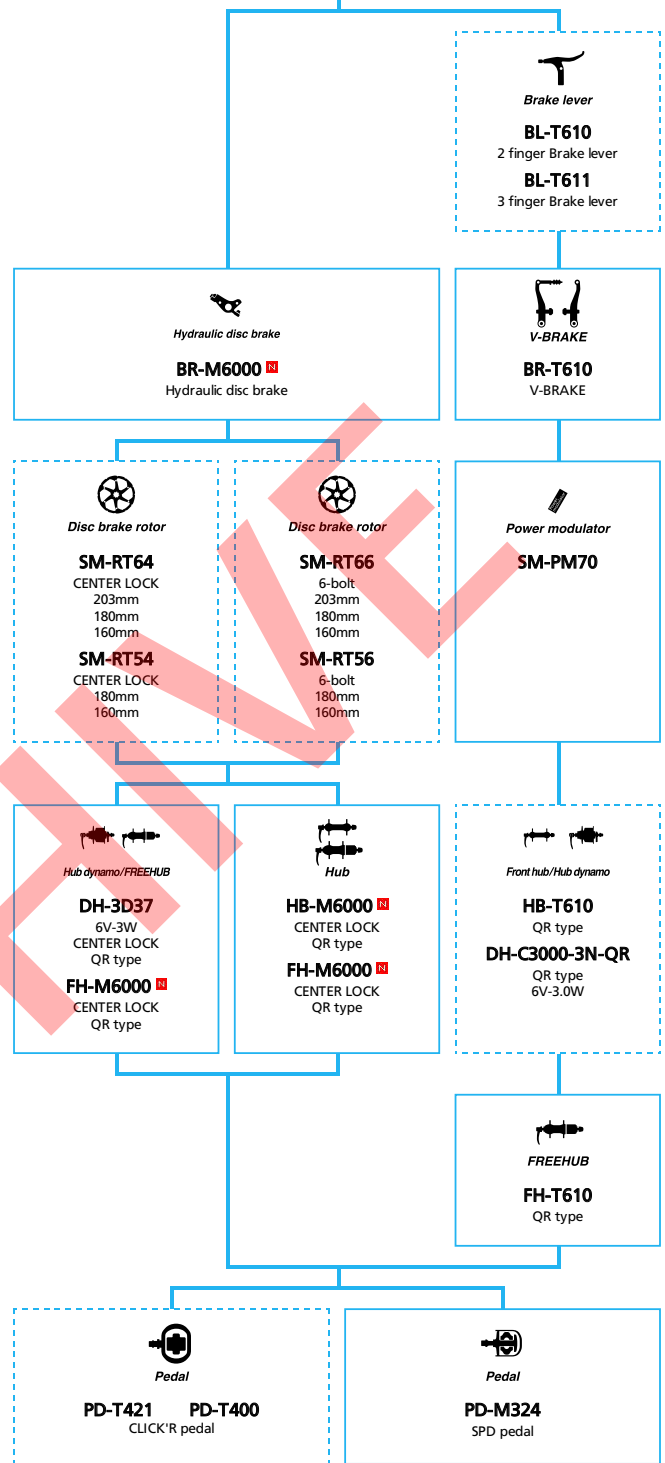 Brake lever
BL-T610
2 finger Brake lever
BL-T611
3 finger Brake lever
Hydraulic disc brake
BR-M6000 N
Hydraulic disc brake
V-BRAKE
BR-T610
V-BRAKE
Disc brake rotor
SM-RT64
CENTER LOCK
203mm
180mm
160mm
SM-RT54
CENTER LOCK
180mm
160mm
Disc brake rotor
SM-RT66
6-bolt
203mm
180mm
160mm
SM-RT56
6-bolt
180mm
160mm
Power modulator
SM-PM70
Hub dynamo/FREEHUB
DH-3D37
6V-3W
CENTER LOCK
QR type
FH-M6000 N
CENTER LOCK
QR type
Hub
HB-M6000 N
CENTER LOCK
QR type
FH-M6000 N
CENTER LOCK
QR type
Front hub/Hub dynamo
HB-T610
QR type
DH-C3000-3N-QR
QR type
6V-3.0W
FREEHUB
FH-T610
QR type
Pedal
PD-T421 PD-T400
CLICK'R pedal
Pedal
PD-M324
SPD pedal
HIVE